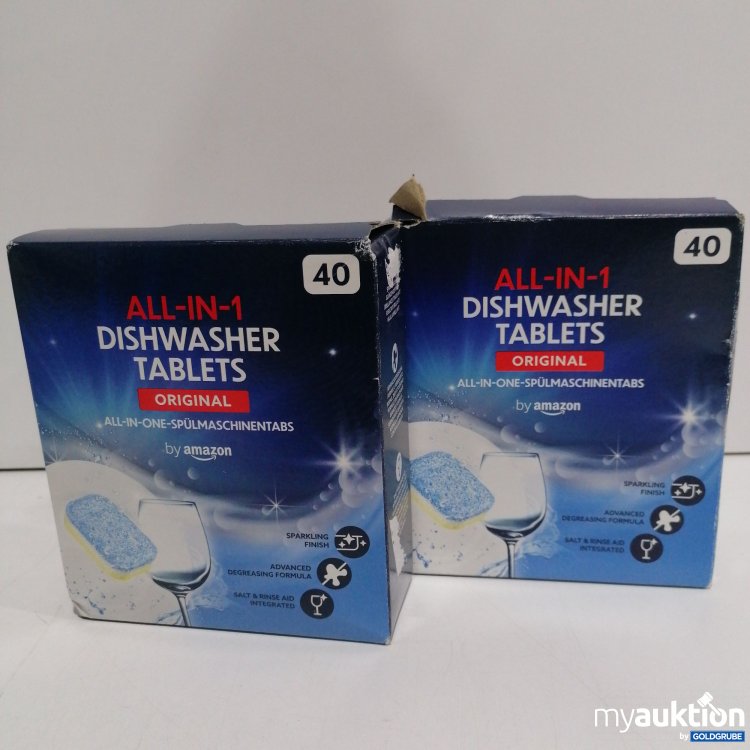 40
ALL-IN-1
DISHWASHER
TABLETS
ORIGINAL
ALL-IN-ONE-SPÜLMASCHINENTABS
by amazon
SPARKLING
FINISH
ADVANCED
DEGREASING FORMULA
SALT & RINSE AID
INTEGRATED
40
ALL-IN-1
DISHWASHER
TABLETS
ORIGINAL
ALL-IN-ONE-SPÜLMASCHINENTABS
by amazon
SPARKLING
FINISH
ADVANCED
DEGREASING FORMULA
SALT & RINSE AID
INTEGRATED
myauktion
by GOLDGRUBE